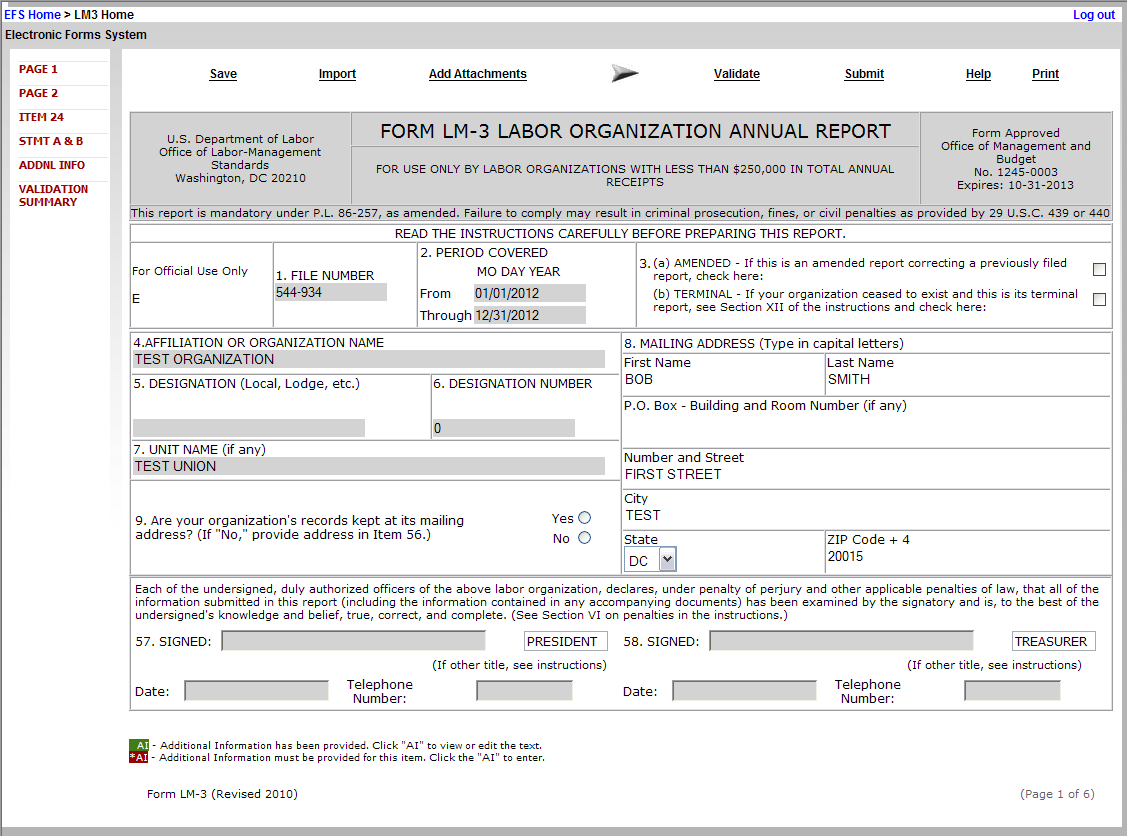 EFS Home > LM3 Home
Log out
Electronic Forms System
PAGE 1
PAGE 2
ITEM 24
STMT A & B
ADDNL INFO
VALIDATION
SUMMARY
Save Import Add Attachments Validate Submit Help Print
U.S. Department of Labor
Office of Labor-Management
Standards
Washington, DC 20210
FORM LM-3 LABOR ORGANIZATION ANNUAL REPORT
FOR USE ONLY BY LABOR ORGANIZATIONS WITH LESS THAN $250,000 IN TOTAL ANNUAL
RECEIPTS
Form Approved
Office of Management and
Budget
No. 1245-0003
Expires: 10-31-2013
This report is mandatory under P.L. 86-257, as amended. Failure to comply may result in criminal prosecution, fines, or civil penalties as provided by 29 U.S.C. 439 or 440
READ THE INSTRUCTIONS CAREFULLY BEFORE PREPARING THIS REPORT.
For Official Use Only
E
1. FILE NUMBER
544-934
2. PERIOD COVERED
MO DAY YEAR
From 01/01/2012
Through 12/31/2012
3. (a) AMENDED - If this is an amended report correcting a previously filed
report, check here:
(b) TERMINAL - If your organization ceased to exist and this is its terminal
report, see Section XII of the instructions and check here:
4.AFFILIATION OR ORGANIZATION NAME
TEST ORGANIZATION
5. DESIGNATION (Local, Lodge, etc.)
6. DESIGNATION NUMBER
0
7. UNIT NAME (if any)
TEST UNION
9. Are your organization's records kept at its mailing
address? (If "No," provide address in Item 56.)
Yes
No
8. MAILING ADDRESS (Type in capital letters)
First Name
BOB
Last Name
SMITH
P.O. Box - Building and Room Number (if any)
Number and Street
FIRST STREET
City
TEST
State
DC
ZIP Code + 4
20015
Each of the undersigned, duly authorized officers of the above labor organization, declares, under penalty of perjury and other applicable penalties of law, that all of the
information submitted in this report (including the information contained in any accompanying documents) has been examined by the signatory and is, to the best of the
undersigned's knowledge and belief, true, correct, and complete. (See Section VI on penalties in the instructions.)
57. SIGNED: PRESIDENT
(If other title, see instructions)
Date: Telephone
Number:
58. SIGNED: TREASURER
(If other title, see instructions)
Date: Telephone
Number:
AI - Additional Information has been provided. Click "AI" to view or edit the text.
*AI - Additional Information must be provided for this item. Click the "AI" to enter.
Form LM-3 (Revised 2010)
(Page 1 of 6)